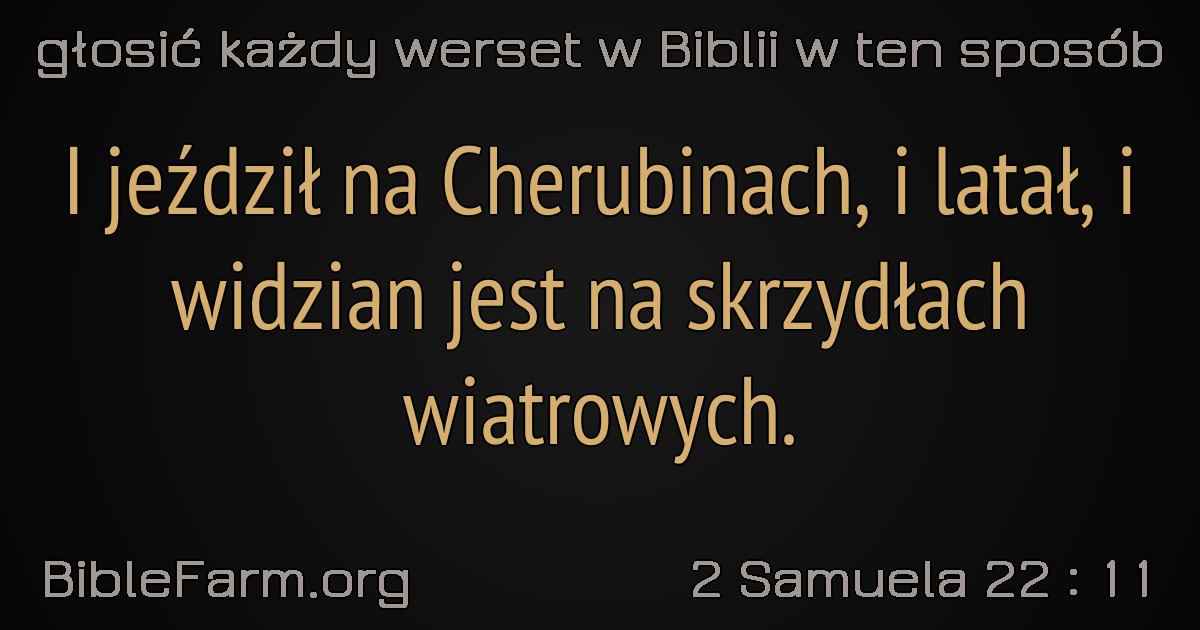 głosić każdy werset w Biblii w ten sposób
I jeździł na Cherubinach, i latał, i
widzian jest na skrzydłach
wiatrowych.
BibleFarm.org
2 Samuela 22 : 11